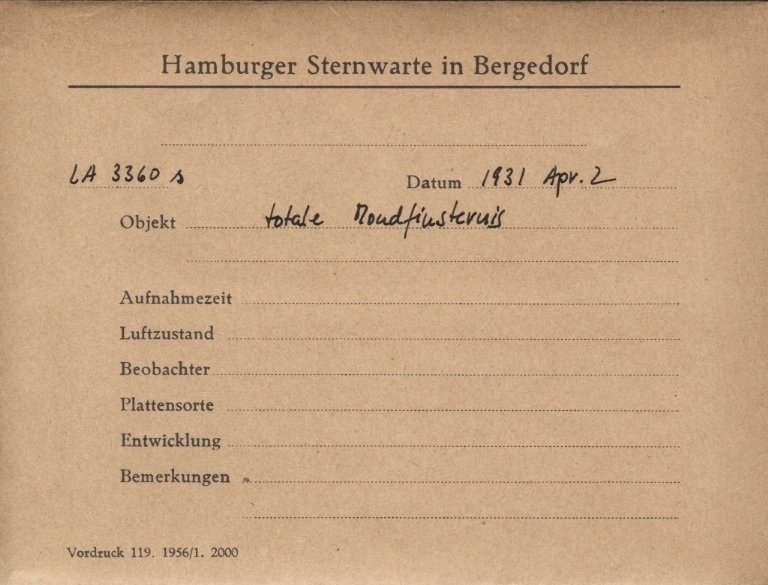 Hamburger Sternwarte in Bergedorf
LA 3360 s Datum 1931 Apr. 2
Objekt totale Mondfinsternis
Aufnahmezeit
Luftzustand
Beobachter
Plattensorte
Entwicklung
Bemerkungen
Vordruck 119. 1956/1. 2000